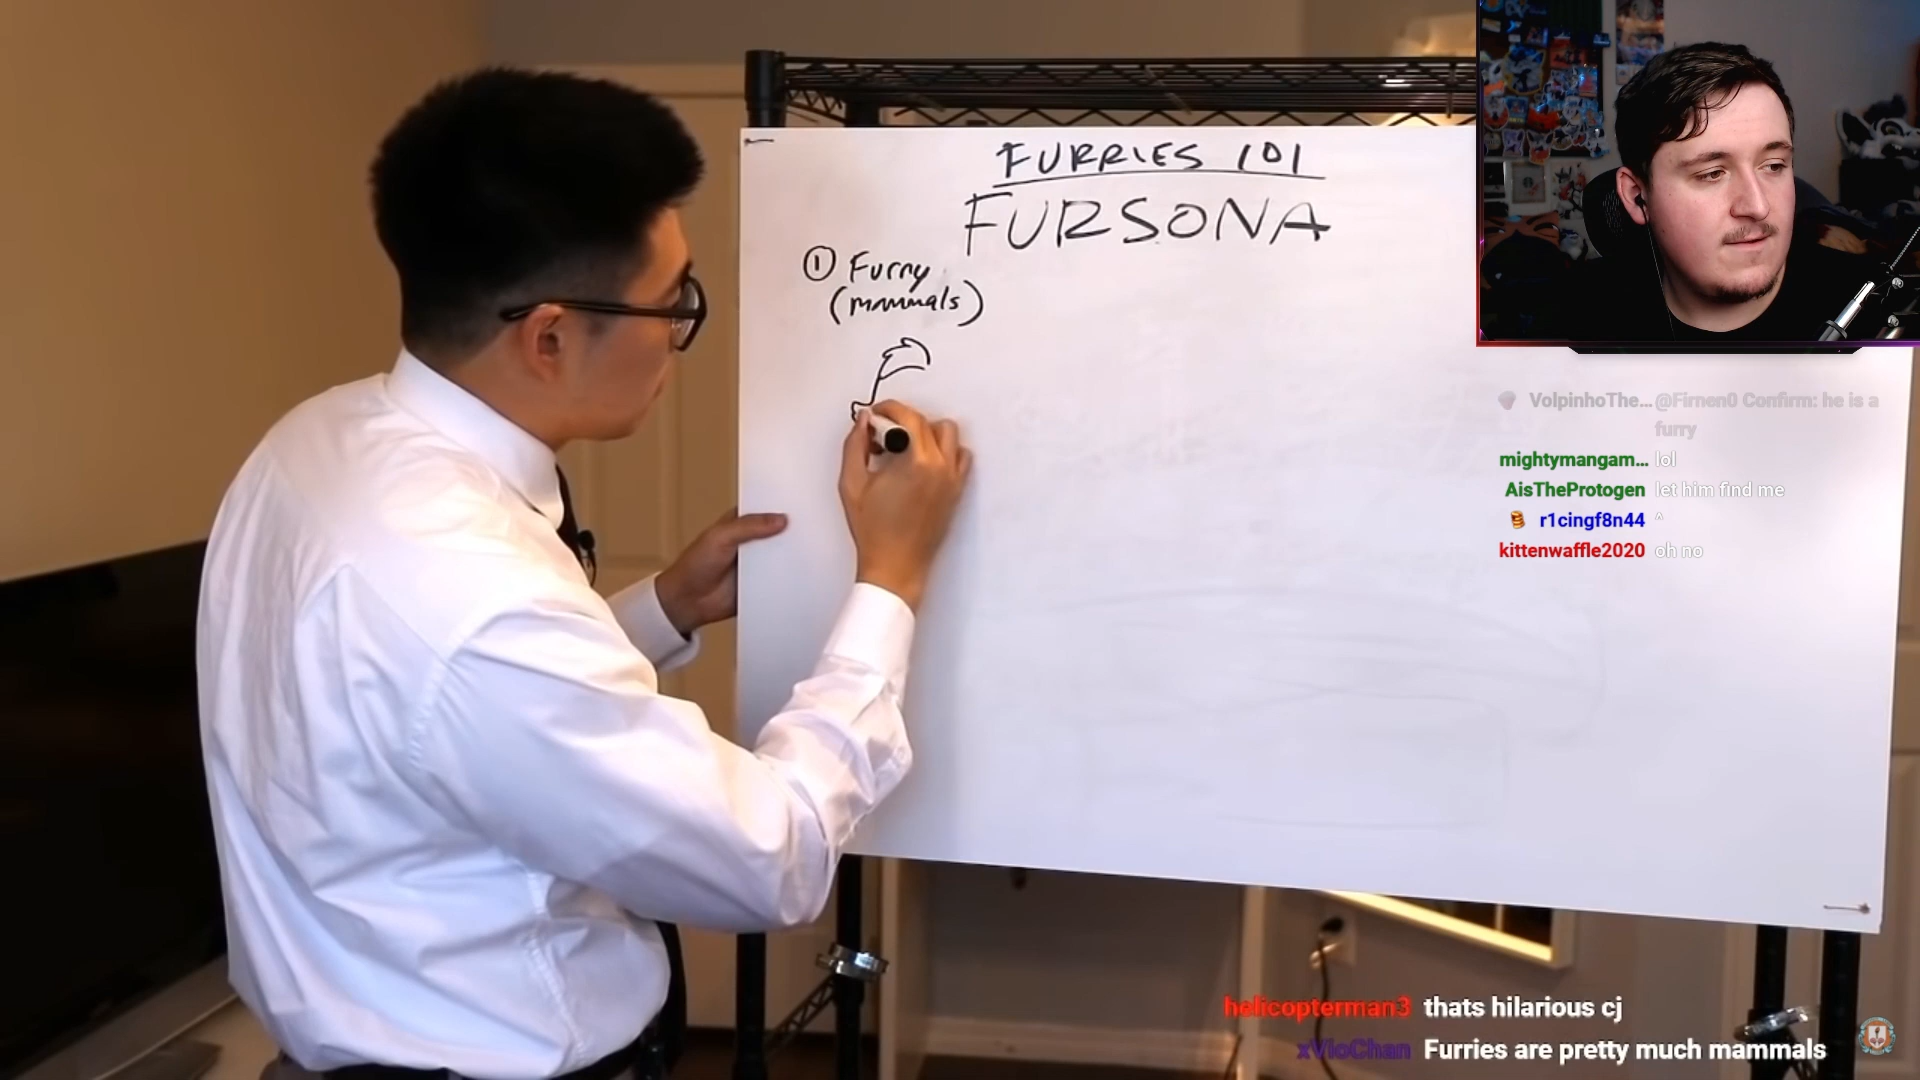 FURRIES 101
FURSONA
① Furry
(mammals)
VolpinhoThe... @Firnen0 Confirm: he is a
furry
mightymangam... lol
AisTheProtogen let him find me
r1cingf8n44 ^
kittenwaffle2020 oh no
helicopterman3 thats hilarious cj
xVioChan Furries are pretty much mammals